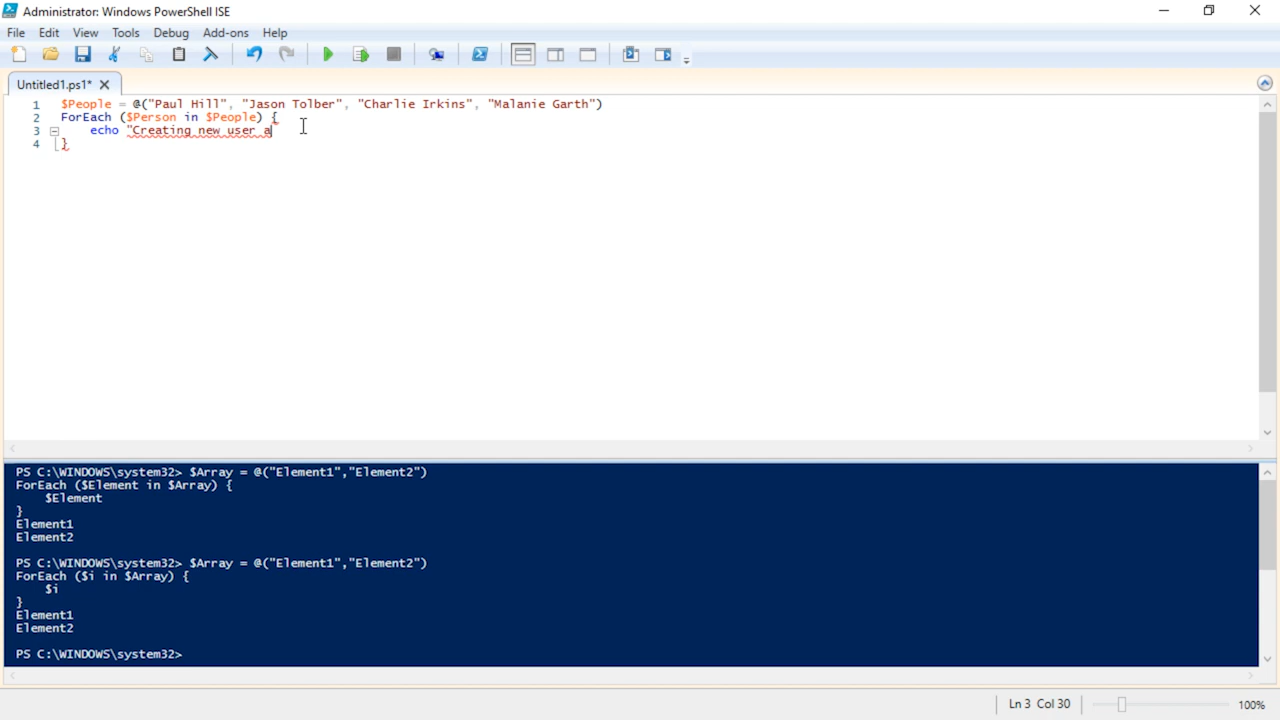 Administrator: Windows PowerShell ISE
File Edit View Tools Debug Add-ons Help
Untitled1.ps1*
1 $People = @("Paul Hill", "Jason Tolber", "Charlie Irkins", "Malanie Garth")
2 ForEach ($Person in $People) {
3 echo "Creating new user a
4 }
PS C:\WINDOWS\system32> $Array = @("Element1","Element2")
ForEach ($Element in $Array) {
$Element
}
Element1
Element2
PS C:\WINDOWS\system32> $Array = @("Element1","Element2")
ForEach ($i in $Array) {
$i
}
Element1
Element2
PS C:\WINDOWS\system32>
Ln 3 Col 30 100%